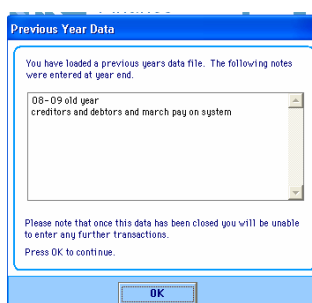 Previous Year Data
You have loaded a previous years data file. The following notes
were entered at year end.
08-09 old year
creditors and debtors and march pay on system
Please note that once this data has been closed you will be unable
to enter any further transactions.
Press OK to continue.
OK